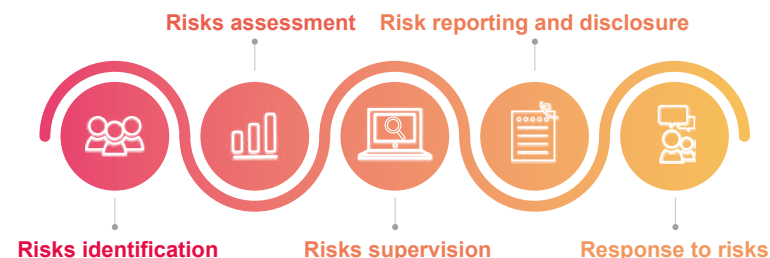 Risks assessment
Risk reporting and disclosure
Risks identification
Risks supervision
Response to risks